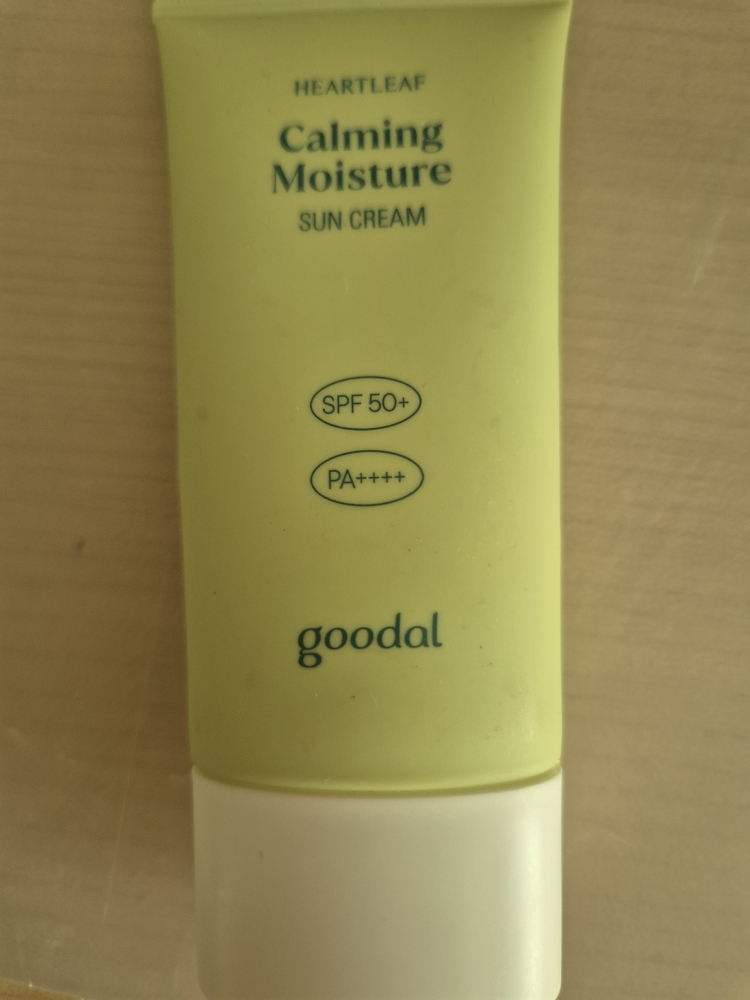 HEARTLEAF
Calming
Moisture
SUN CREAM
SPF 50+
PA++++
goodal